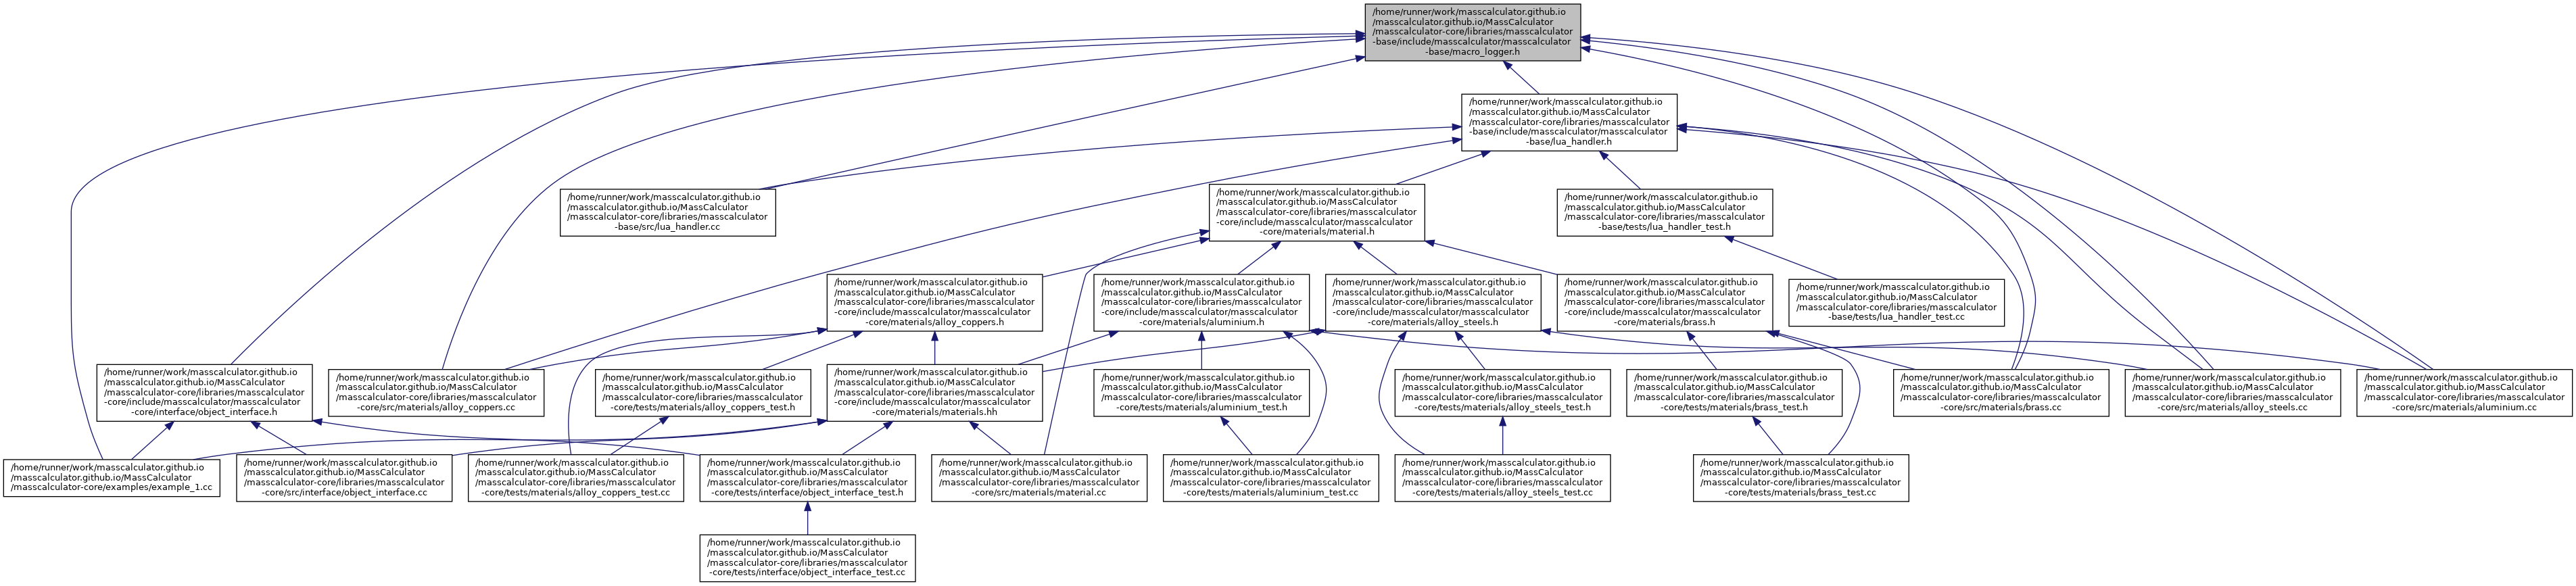 /home/runner/work/masscalculator.github.io
/masscalculator.github.io/MassCalculator
/masscalculator-core/libraries/masscalculator
-base/include/masscalculator/masscalculator
-base/macro_logger.h
/home/runner/work/masscalculator.github.io
/masscalculator.github.io/MassCalculator
/masscalculator-core/libraries/masscalculator
-base/include/masscalculator/masscalculator
-base/lua_handler.h
/home/runner/work/masscalculator.github.io
/masscalculator.github.io/MassCalculator
/masscalculator-core/libraries/masscalculator
-base/src/lua_handler.cc
/home/runner/work/masscalculator.github.io
/masscalculator.github.io/MassCalculator
/masscalculator-core/libraries/masscalculator
-core/include/masscalculator/masscalculator
-core/materials/material.h
/home/runner/work/masscalculator.github.io
/masscalculator.github.io/MassCalculator
/masscalculator-core/libraries/masscalculator
-base/tests/lua_handler_test.h
/home/runner/work/masscalculator.github.io
/masscalculator.github.io/MassCalculator
/masscalculator-core/libraries/masscalculator
-core/include/masscalculator/masscalculator
-core/materials/alloy_coppers.h
/home/runner/work/masscalculator.github.io
/masscalculator.github.io/MassCalculator
/masscalculator-core/libraries/masscalculator
-core/include/masscalculator/masscalculator
-core/materials/aluminium.h
/home/runner/work/masscalculator.github.io
/masscalculator.github.io/MassCalculator
/masscalculator-core/libraries/masscalculator
-core/include/masscalculator/masscalculator
-core/materials/alloy_steels.h
/home/runner/work/masscalculator.github.io
/masscalculator.github.io/MassCalculator
/masscalculator-core/libraries/masscalculator
-core/include/masscalculator/masscalculator
-core/materials/brass.h
/home/runner/work/masscalculator.github.io
/masscalculator.github.io/MassCalculator
/masscalculator-core/libraries/masscalculator
-base/tests/lua_handler_test.cc
/home/runner/work/masscalculator.github.io
/masscalculator.github.io/MassCalculator
/masscalculator-core/libraries/masscalculator
-core/include/masscalculator/masscalculator
-core/interface/object_interface.h
/home/runner/work/masscalculator.github.io
/masscalculator.github.io/MassCalculator
/masscalculator-core/libraries/masscalculator
-core/src/materials/alloy_coppers.cc
/home/runner/work/masscalculator.github.io
/masscalculator.github.io/MassCalculator
/masscalculator-core/libraries/masscalculator
-core/tests/materials/alloy_coppers_test.h
/home/runner/work/masscalculator.github.io
/masscalculator.github.io/MassCalculator
/masscalculator-core/libraries/masscalculator
-core/include/masscalculator/masscalculator
-core/materials/materials.hh
/home/runner/work/masscalculator.github.io
/masscalculator.github.io/MassCalculator
/masscalculator-core/libraries/masscalculator
-core/tests/materials/aluminium_test.h
/home/runner/work/masscalculator.github.io
/masscalculator.github.io/MassCalculator
/masscalculator-core/libraries/masscalculator
-core/tests/materials/alloy_steels_test.h
/home/runner/work/masscalculator.github.io
/masscalculator.github.io/MassCalculator
/masscalculator-core/libraries/masscalculator
-core/tests/materials/brass_test.h
/home/runner/work/masscalculator.github.io
/masscalculator.github.io/MassCalculator
/masscalculator-core/libraries/masscalculator
-core/src/materials/brass.cc
/home/runner/work/masscalculator.github.io
/masscalculator.github.io/MassCalculator
/masscalculator-core/libraries/masscalculator
-core/src/materials/alloy_steels.cc
/home/runner/work/masscalculator.github.io
/masscalculator.github.io/MassCalculator
/masscalculator-core/libraries/masscalculator
-core/src/materials/aluminium.cc
/home/runner/work/masscalculator.github.io
/masscalculator.github.io/MassCalculator
/masscalculator-core/examples/example_1.cc
/home/runner/work/masscalculator.github.io
/masscalculator.github.io/MassCalculator
/masscalculator-core/libraries/masscalculator
-core/src/interface/object_interface.cc
/home/runner/work/masscalculator.github.io
/masscalculator.github.io/MassCalculator
/masscalculator-core/libraries/masscalculator
-core/tests/materials/alloy_coppers_test.cc
/home/runner/work/masscalculator.github.io
/masscalculator.github.io/MassCalculator
/masscalculator-core/libraries/masscalculator
-core/tests/interface/object_interface_test.h
/home/runner/work/masscalculator.github.io
/masscalculator.github.io/MassCalculator
/masscalculator-core/libraries/masscalculator
-core/src/materials/material.cc
/home/runner/work/masscalculator.github.io
/masscalculator.github.io/MassCalculator
/masscalculator-core/libraries/masscalculator
-core/tests/materials/aluminium_test.cc
/home/runner/work/masscalculator.github.io
/masscalculator.github.io/MassCalculator
/masscalculator-core/libraries/masscalculator
-core/tests/materials/alloy_steels_test.cc
/home/runner/work/masscalculator.github.io
/masscalculator.github.io/MassCalculator
/masscalculator-core/libraries/masscalculator
-core/tests/materials/brass_test.cc
/home/runner/work/masscalculator.github.io
/masscalculator.github.io/MassCalculator
/masscalculator-core/libraries/masscalculator
-core/tests/interface/object_interface_test.cc